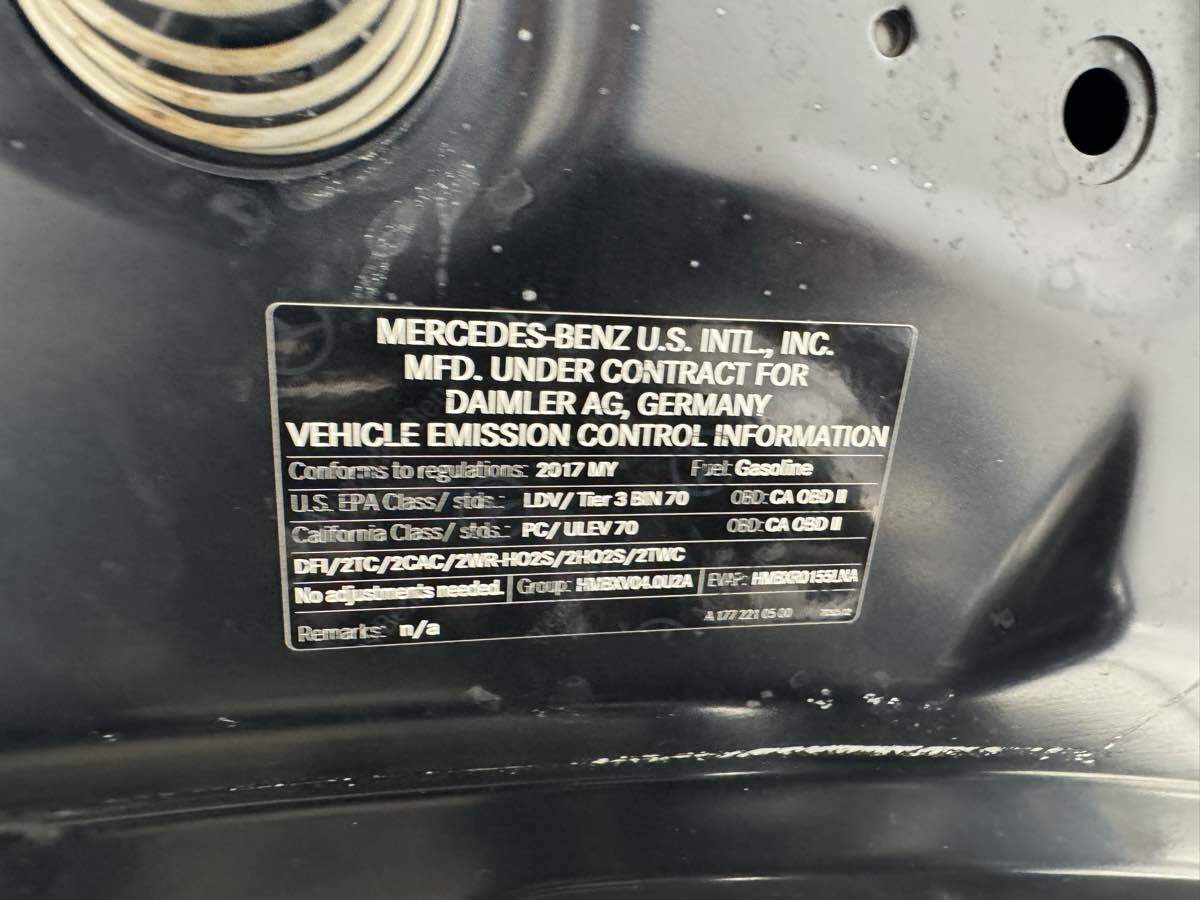 MERCEDES-BENZ U.S. INTL., INC.
MFD. UNDER CONTRACT FOR
DAIMLER AG, GERMANY
VEHICLE EMISSION CONTROL INFORMATION
Conforms to regulations: 2017 MY Fuel: Gasoline
U.S. EPA Class/ stds.: LDV/ Tier 3 BIN 70 OBD: CA OBD II
California Class/ stds.: PC/ ULEV 70 OBD: CA OBD II
DFI/2TC/2CAC/2WR-HO2S/2HO2S/2TWC
No adjustments needed. Group: HMBXV04.0U2A EVAP: HMBXR0155LNA
Remarks: n/a A 177 221 05 00